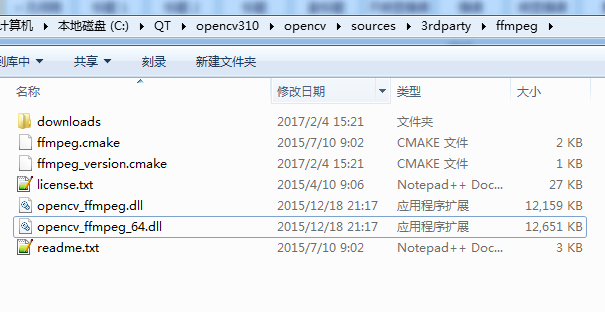 计算机 ▸ 本地磁盘 (C:) ▸ QT ▸ opencv310 ▸ opencv ▸ sources ▸ 3rdparty ▸ ffmpeg ▸
到库中 共享 刻录 新建文件夹
名称 修改日期 类型 大小
downloads 2017/2/4 15:21 文件夹
ffmpeg.cmake 2015/7/10 9:02 CMAKE 文件 2 KB
ffmpeg_version.cmake 2017/2/4 15:21 CMAKE 文件 1 KB
license.txt 2015/4/10 9:06 Notepad++ Doc... 27 KB
opencv_ffmpeg.dll 2015/12/18 21:17 应用程序扩展 12,159 KB
opencv_ffmpeg_64.dll 2015/12/18 21:17 应用程序扩展 12,651 KB
readme.txt 2015/7/10 9:02 Notepad++ Doc... 3 KB